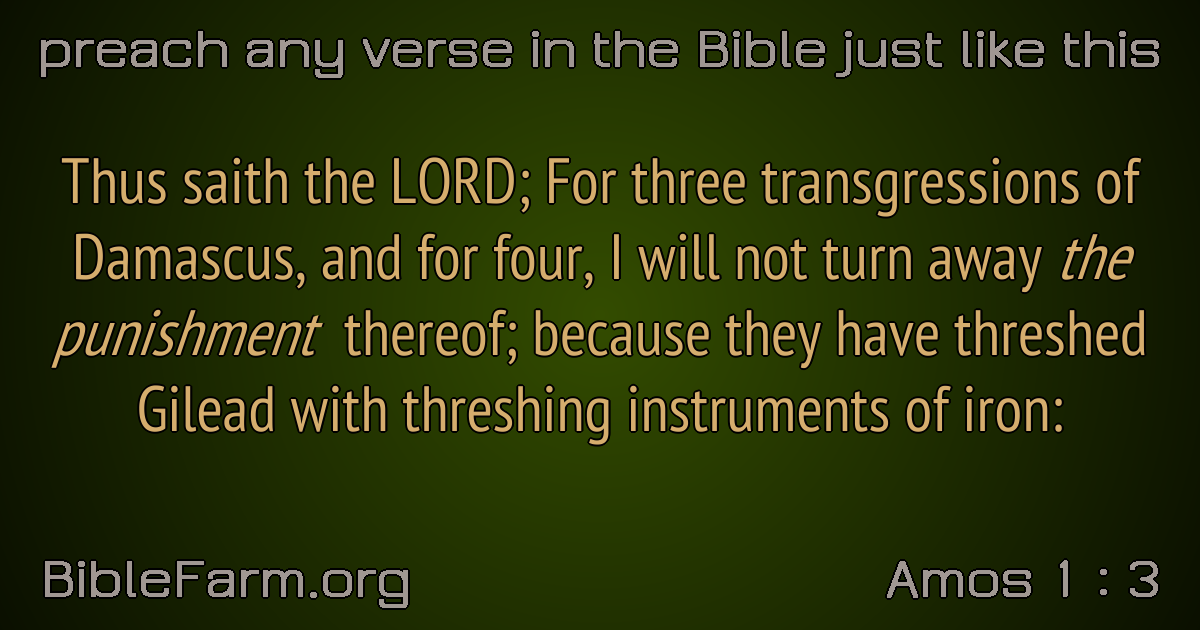 preach any verse in the Bible just like this
Thus saith the LORD; For three transgressions of
Damascus, and for four, I will not turn away the
punishment thereof; because they have threshed
Gilead with threshing instruments of iron:
BibleFarm.org
Amos 1 : 3